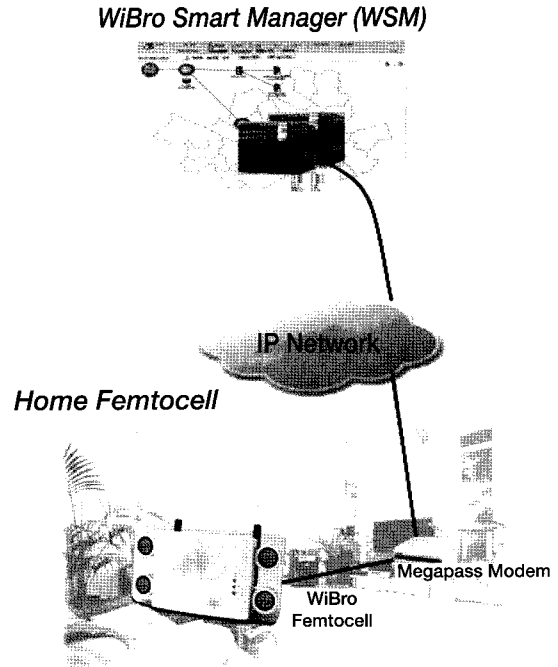 WiBro Smart Manager (WSM)
IP Network
Home Femtocell
Megapass Modem
WiBro
Femtocell